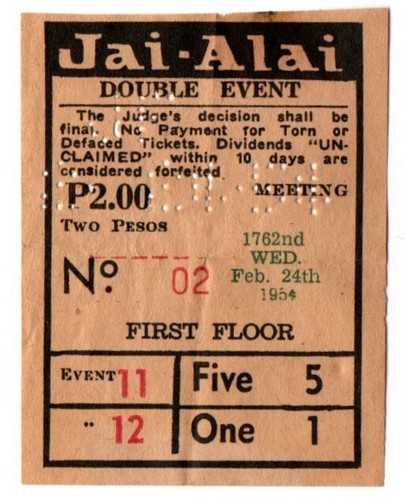 Jai-Alai
DOUBLE EVENT
The Judge's decision shall be
final. No Payment for Torn or
Defaced Tickets. Dividends "UN-
CLAIMED" within 10 days are
considered forfeited.
P2.00 MEETING
TWO PESOS
1762nd
WED.
Feb. 24th
1954
No. 02
FIRST FLOOR
EVENT 11 Five 5
" 12 One 1